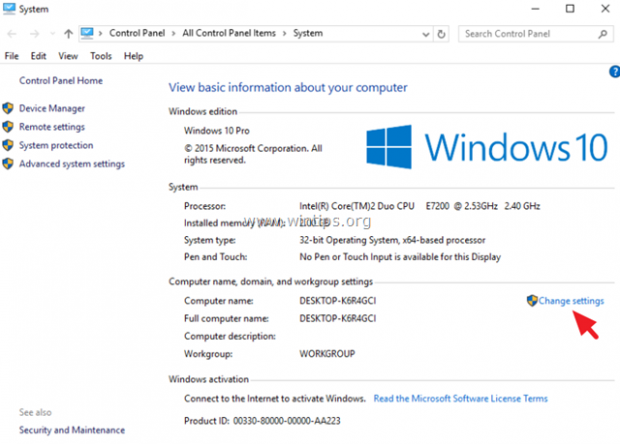 System
Control Panel > All Control Panel Items > System
Search Control Panel
File Edit View Tools Help
Control Panel Home
Device Manager
Remote settings
System protection
Advanced system settings
See also
Security and Maintenance
View basic information about your computer
Windows edition
Windows 10 Pro
© 2015 Microsoft Corporation. All
rights reserved.
Windows 10
System
Processor: Intel(R) Core(TM)2 Duo CPU E7200 @ 2.53GHz 2.40 GHz
Installed memory (RAM): 2.00 GB
www.wintips.org
System type: 32-bit Operating System, x64-based processor
Pen and Touch: No Pen or Touch Input is available for this Display
Computer name, domain, and workgroup settings
Computer name: DESKTOP-K6R4GCI
Change settings
Full computer name: DESKTOP-K6R4GCI
Computer description:
Workgroup: WORKGROUP
Windows activation
Connect to the Internet to activate Windows. Read the Microsoft Software License Terms
Product ID: 00330-80000-00000-AA223